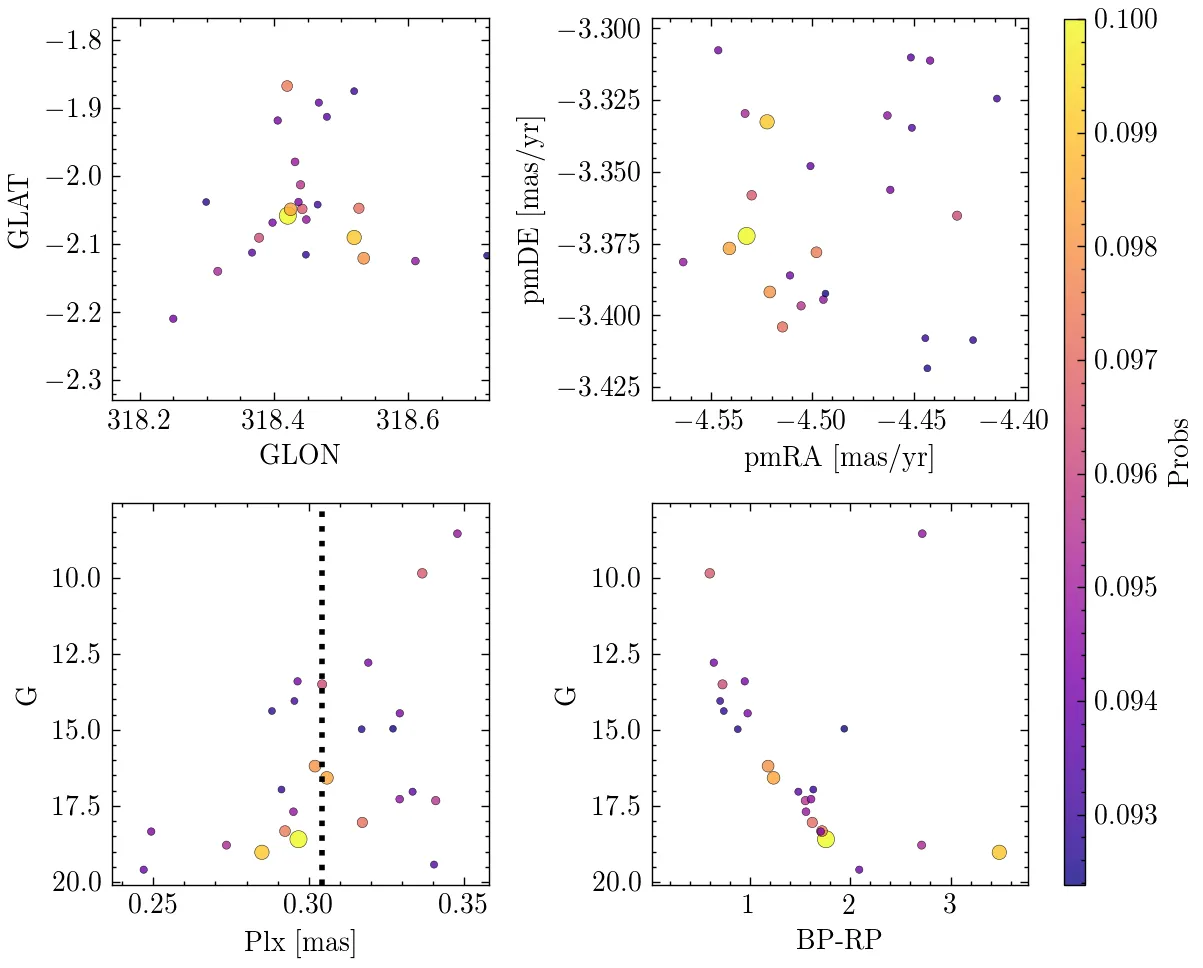 −1.8
−1.9
−2.0
−2.1
−2.2
−2.3
GLAT
318.2 318.4 318.6
GLON
−3.300
−3.325
−3.350
−3.375
−3.400
−3.425
pmDE [mas/yr]
−4.55 −4.50 −4.45 −4.40
pmRA [mas/yr]
10.0
12.5
15.0
17.5
20.0
G
0.25 0.30 0.35
Plx [mas]
10.0
12.5
15.0
17.5
20.0
G
1 2 3
BP-RP
0.100
0.099
0.098
0.097
0.096
0.095
0.094
0.093
Probs